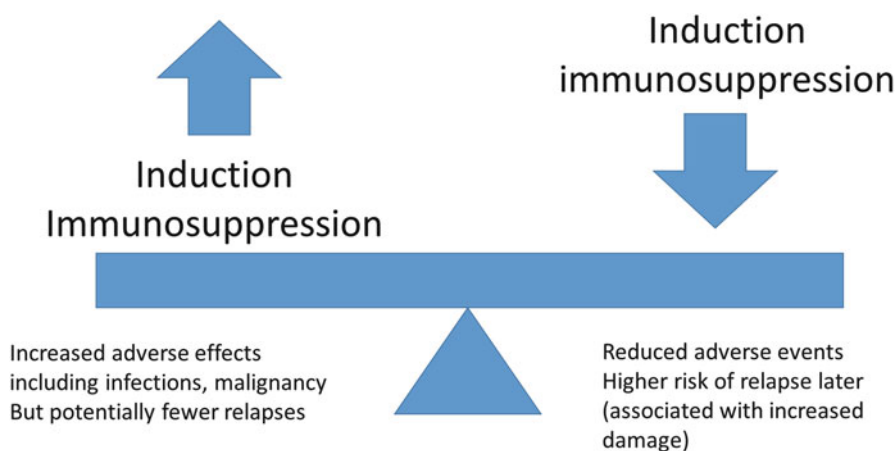 Induction
Immunosuppression
Induction
immunosuppression
Increased adverse effects
including infections, malignancy
But potentially fewer relapses
Reduced adverse events
Higher risk of relapse later
(associated with increased
damage)